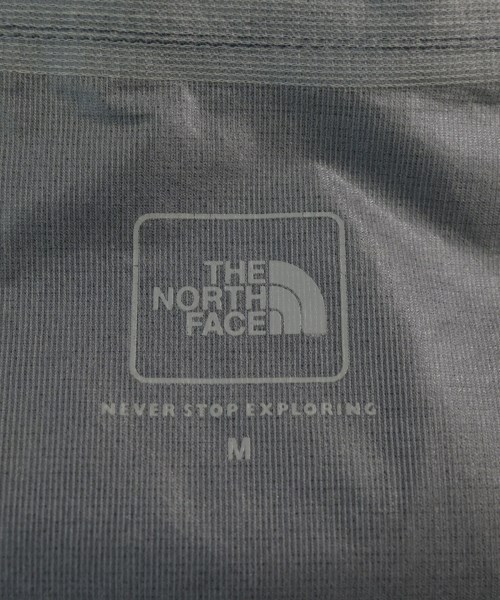 THE
NORTH
FACE
NEVER STOP EXPLORING
M